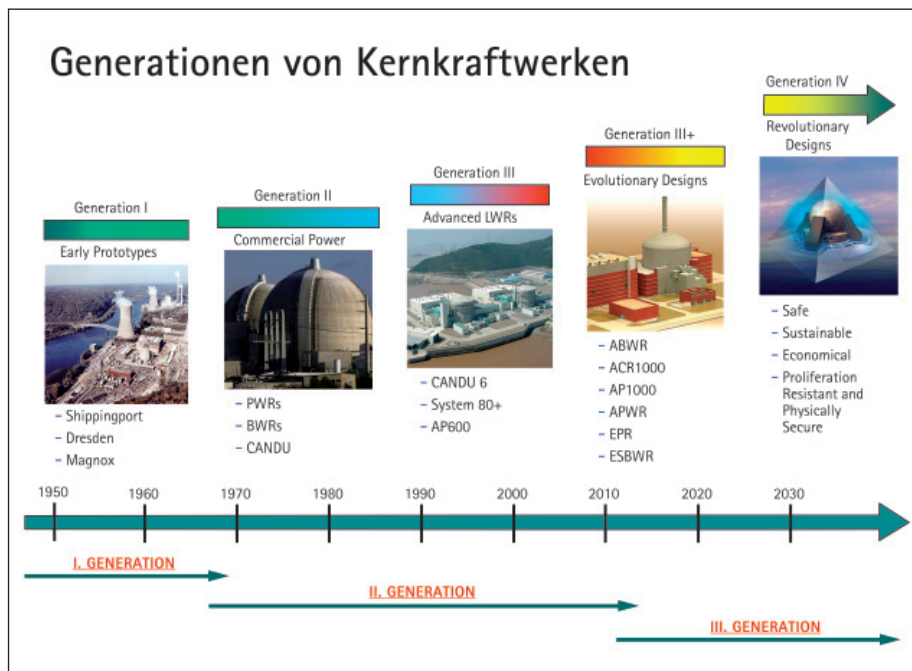 Generationen von Kernkraftwerken
Generation I
Early Prototypes
– Shippingport
– Dresden
– Magnox
Generation II
Commercial Power
– PWRs
– BWRs
– CANDU
Generation III
Advanced LWRs
– CANDU 6
– System 80+
– AP600
Generation III+
Evolutionary Designs
– ABWR
– ACR1000
– AP1000
– APWR
– EPR
– ESBWR
Generation IV
Revolutionary
Designs
– Safe
– Sustainable
– Economical
– Proliferation
Resistant and
Physically
Secure
1950 1960 1970 1980 1990 2000 2010 2020 2030
I. GENERATION
II. GENERATION
III. GENERATION